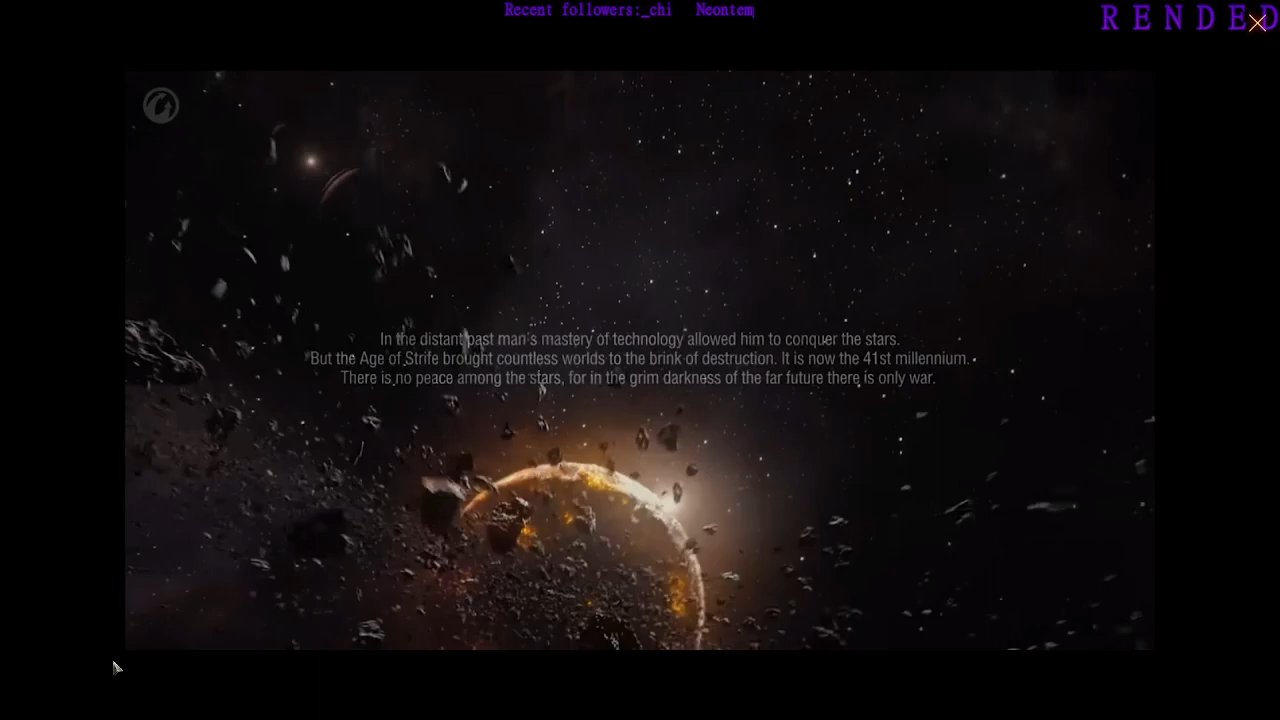 Recent followers:_chi Neontem
RENDED
In the distant past man's mastery of technology allowed him to conquer the stars.
But the Age of Strife brought countless worlds to the brink of destruction. It is now the 41st millennium.
There is no peace among the stars, for in the grim darkness of the far future there is only war.